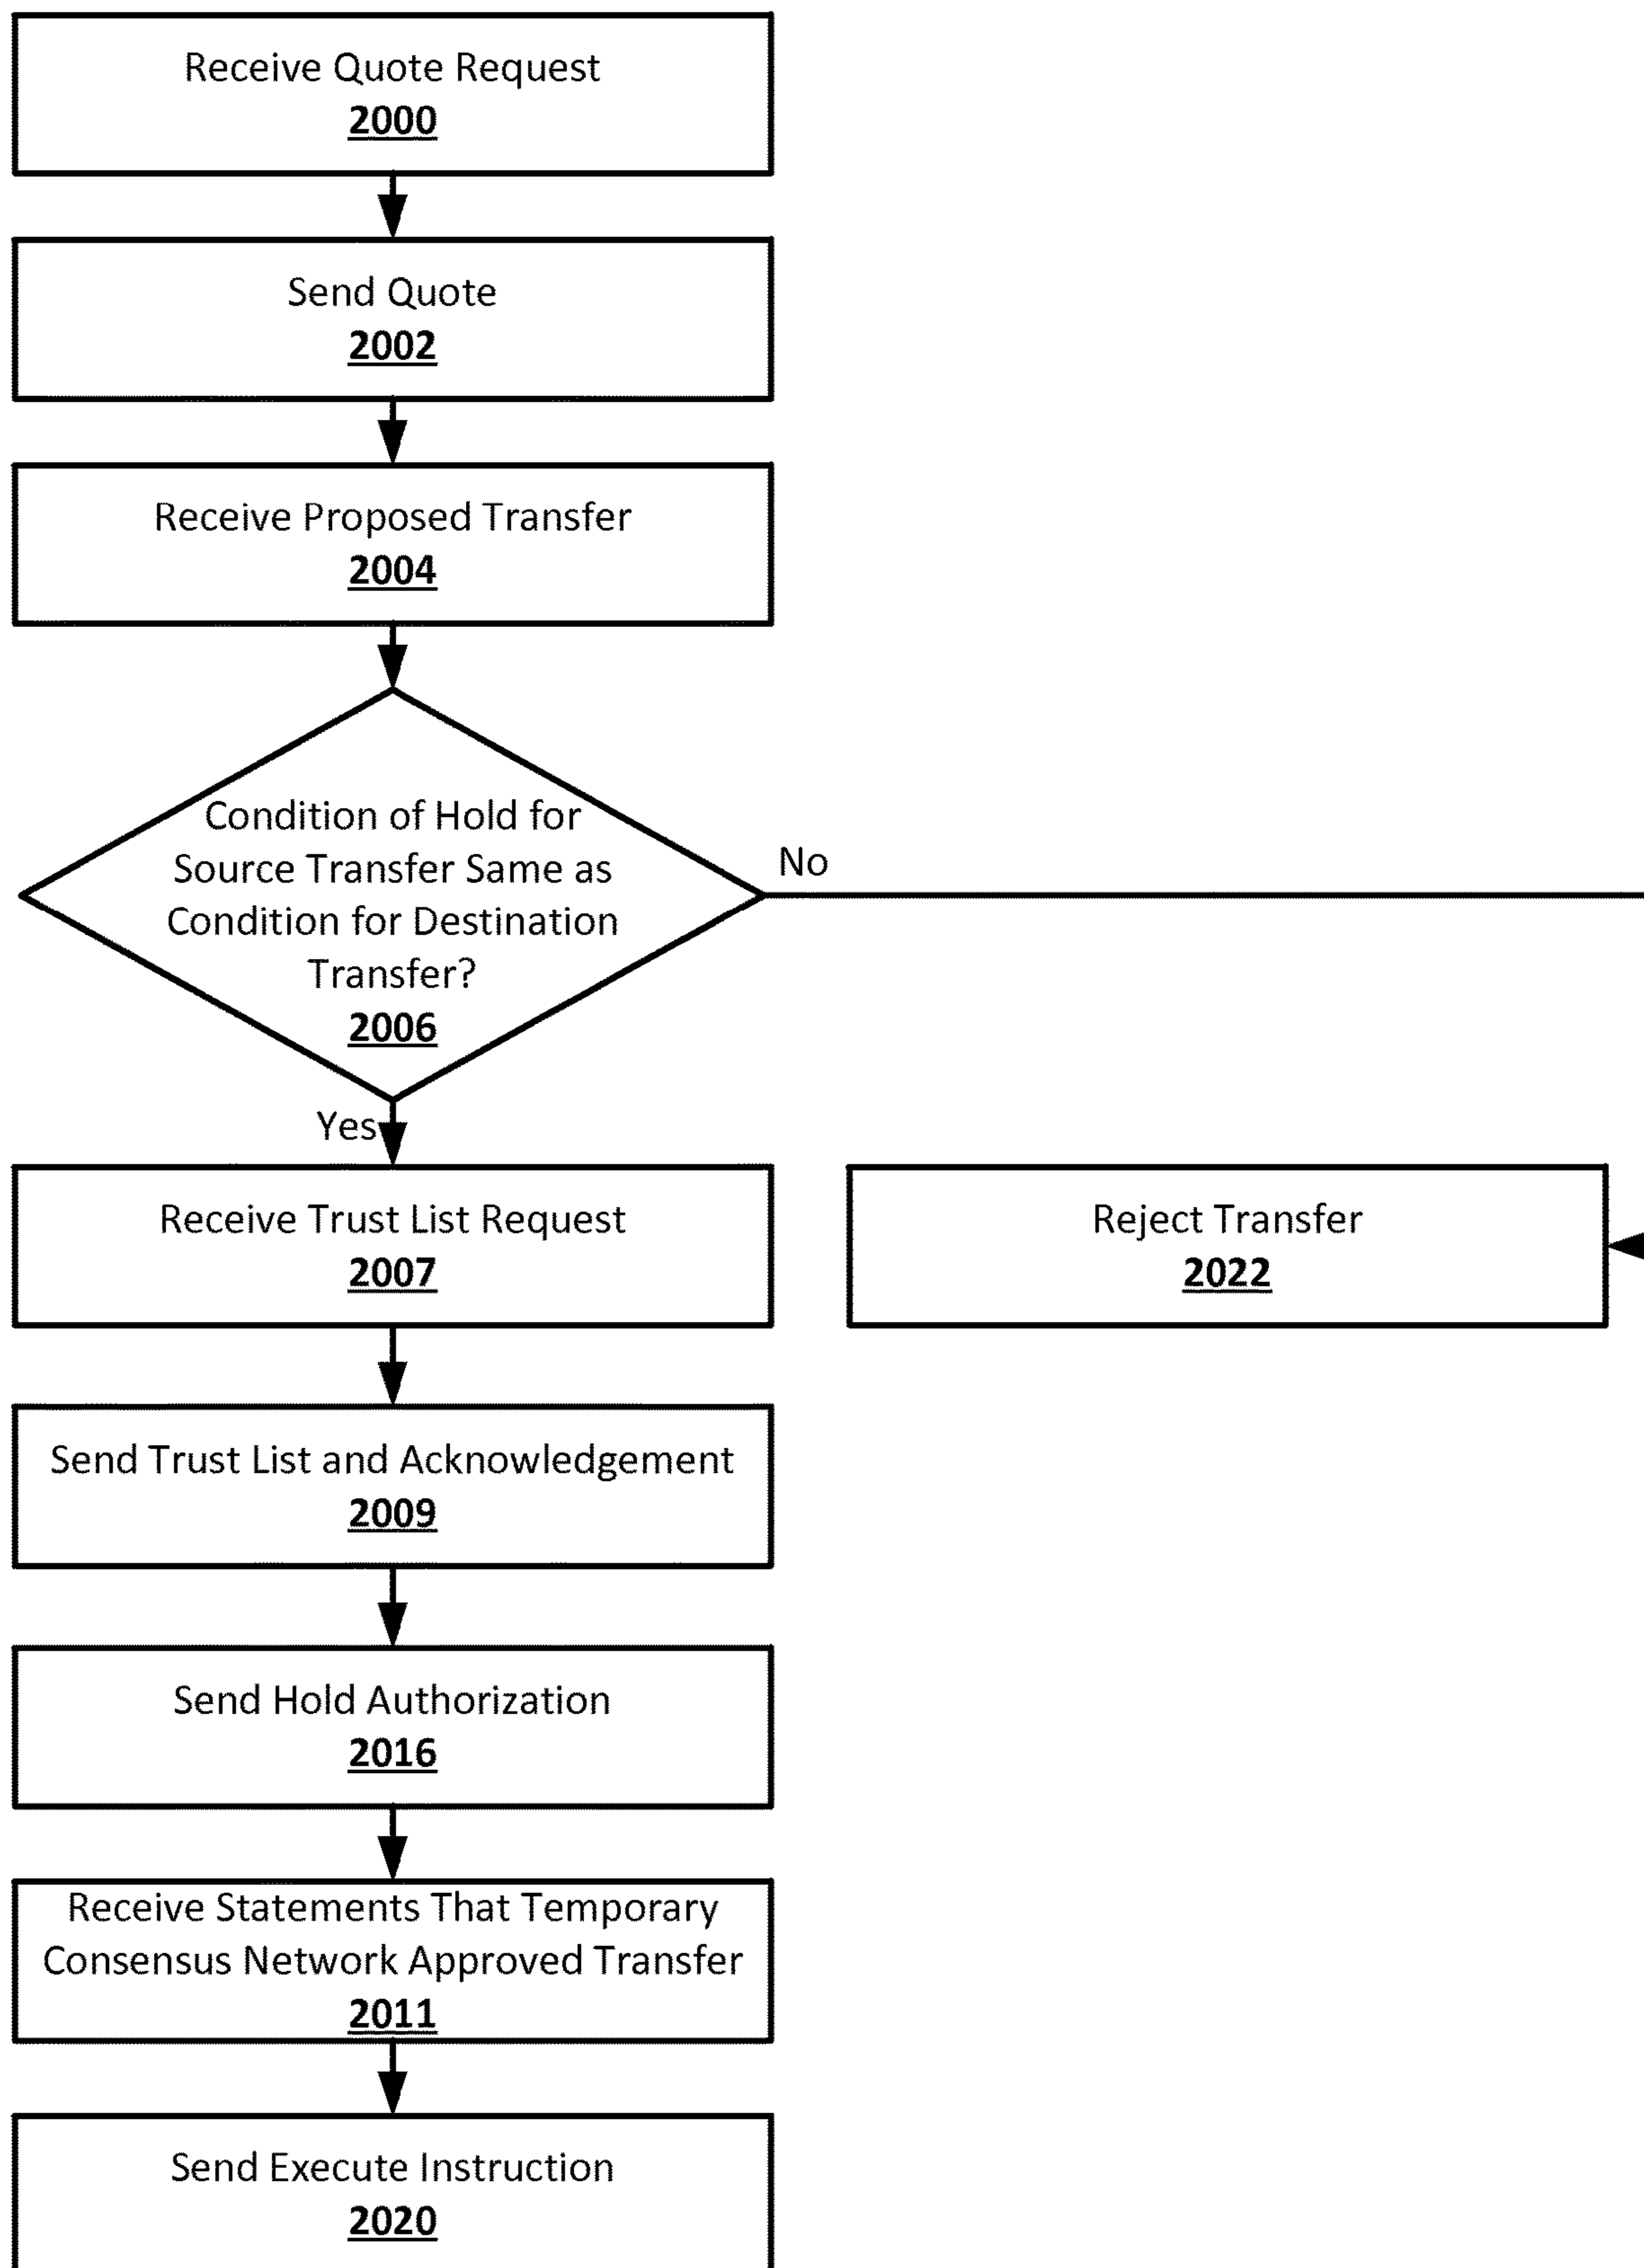 Receive Quote Request
2000
Send Quote
2002
Receive Proposed Transfer
2004
Condition of Hold for
Source Transfer Same as
Condition for Destination
Transfer?
2006
No
Yes
Receive Trust List Request
2007
Reject Transfer
2022
Send Trust List and Acknowledgement
2009
Send Hold Authorization
2016
Receive Statements That Temporary
Consensus Network Approved Transfer
2011
Send Execute Instruction
2020